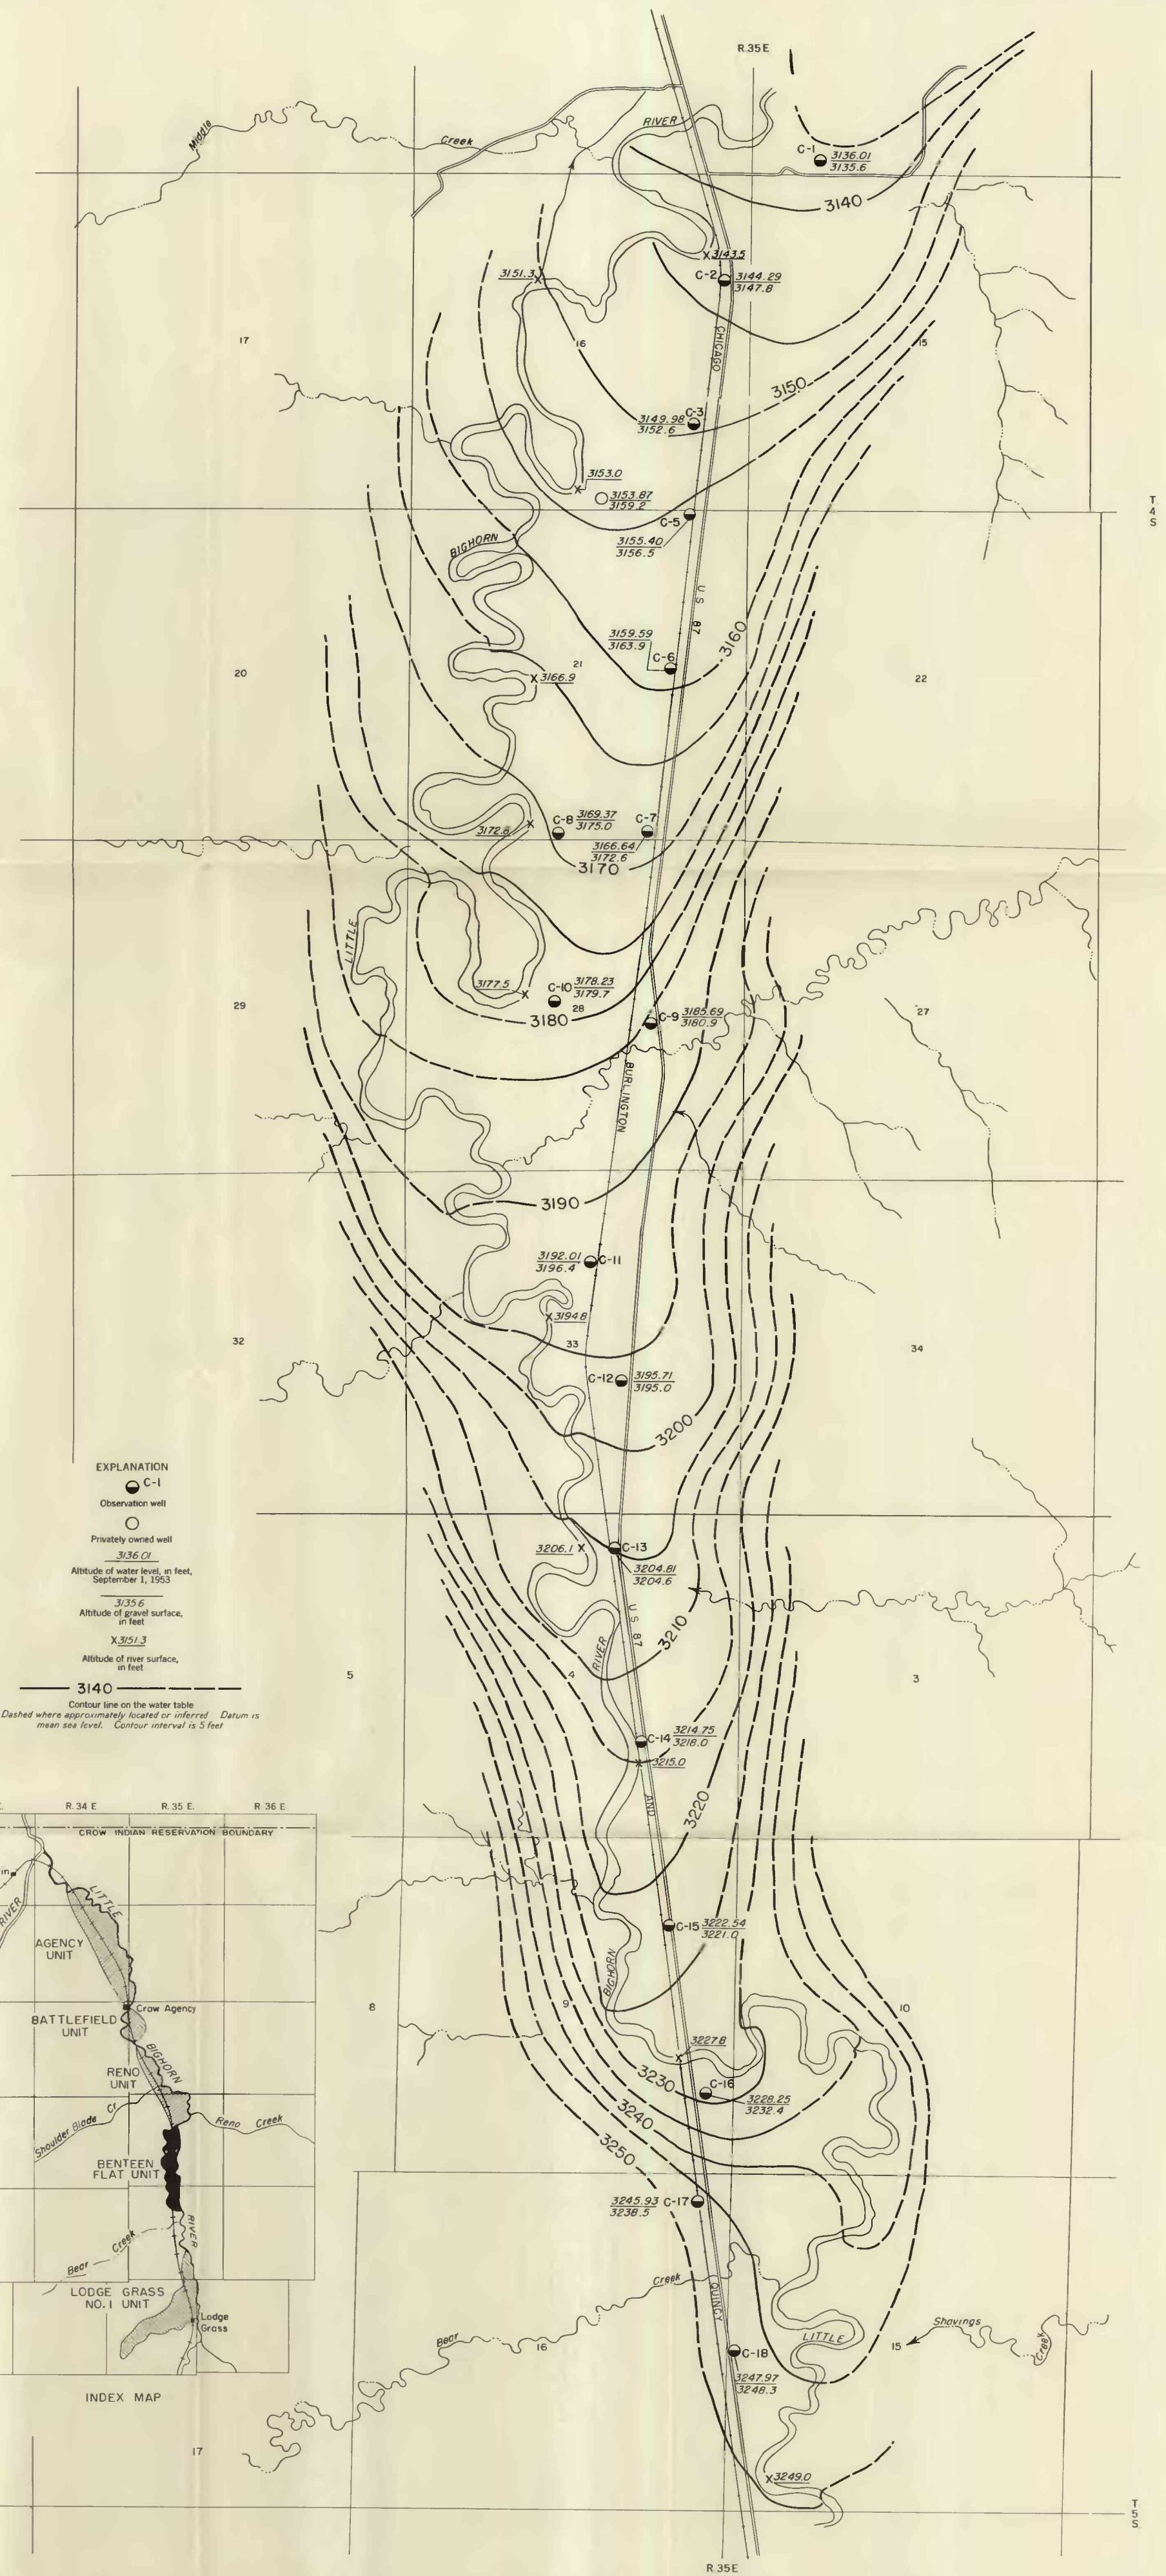 R.35E
RIVER
Middle
Creek
C-1
3136.01
3135.6
3140
3143.5
3151.3
C-2
3144.29
3147.8
17
16
CHICAGO
15
3150
C-3
3149.98
3152.6
3153.0
3153.87
3159.2
T.
4
S
C-5
3155.40
3156.5
BIGHORN
U.S. 87
3159.59
3163.9
C-6
3160
20
21
3166.9
22
3172.8
C-8
3169.37
3175.0
C-7
3166.64
3172.6
3170
LITTLE
3177.5
C-10
3178.23
3179.7
29
28
3180
C-9
3185.69
3180.9
27
BURLINGTON
3190
3192.01
3196.4
C-11
3194.8
32
33
34
C-12
3195.71
3195.0
3200
EXPLANATION
C-1
Observation well
Privately owned well
3136.01
Altitude of water level, in feet,
September 1, 1953
3135.6
Altitude of gravel surface,
in feet
X 3151.3
Altitude of river surface,
in feet
3140
Contour line on the water table
Dashed where approximately located or inferred Datum is
mean sea level. Contour interval is 5 feet
3206.1
C-13
3204.81
3204.6
U.S. 87
3210
RIVER
5
4
3
C-14
3214.75
3218.0
3215.0
AND
3220
R. 34 E
R. 35 E.
R 36 E
CROW INDIAN RESERVATION BOUNDARY
RIVER
LITTLE
AGENCY
UNIT
Crow Agency
BATTLEFIELD
UNIT
BIGHORN
RENO
UNIT
Shoulder Blade Cr
Reno Creek
BENTEEN
FLAT UNIT
RIVER
Bear Creek
LODGE GRASS
NO. 1 UNIT
Lodge
Grass
INDEX MAP
C-15
3222.54
3221.0
BIGHORN
8
9
10
3227.8
3230
C-16
3228.25
3232.4
3240
3250
3245.93
3238.5
C-17
Creek
QUINCY
Bear
16
LITTLE
15
Shavings
Creek
C-18
3247.97
3248.3
17
3249.0
T.
5
S.
R.35E